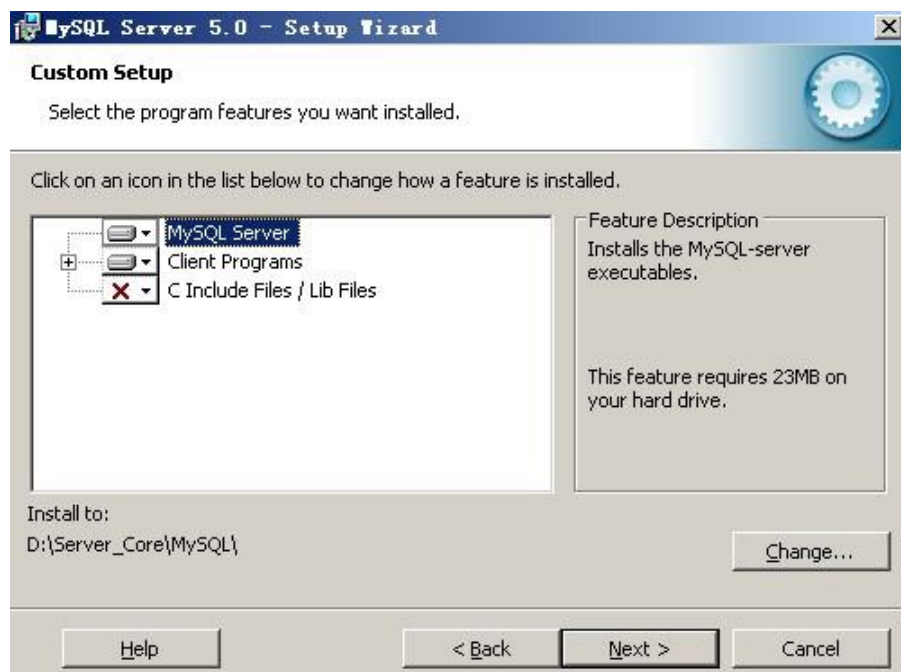 MySQL Server 5.0 - Setup Wizard
Custom Setup
Select the program features you want installed.
Click on an icon in the list below to change how a feature is installed.
MySQL Server
Client Programs
C Include Files / Lib Files
Feature Description
Installs the MySQL-server
executables.
This feature requires 23MB on
your hard drive.
Install to:
D:\Server_Core\MySQL\
Change...
Help
< Back
Next >
Cancel